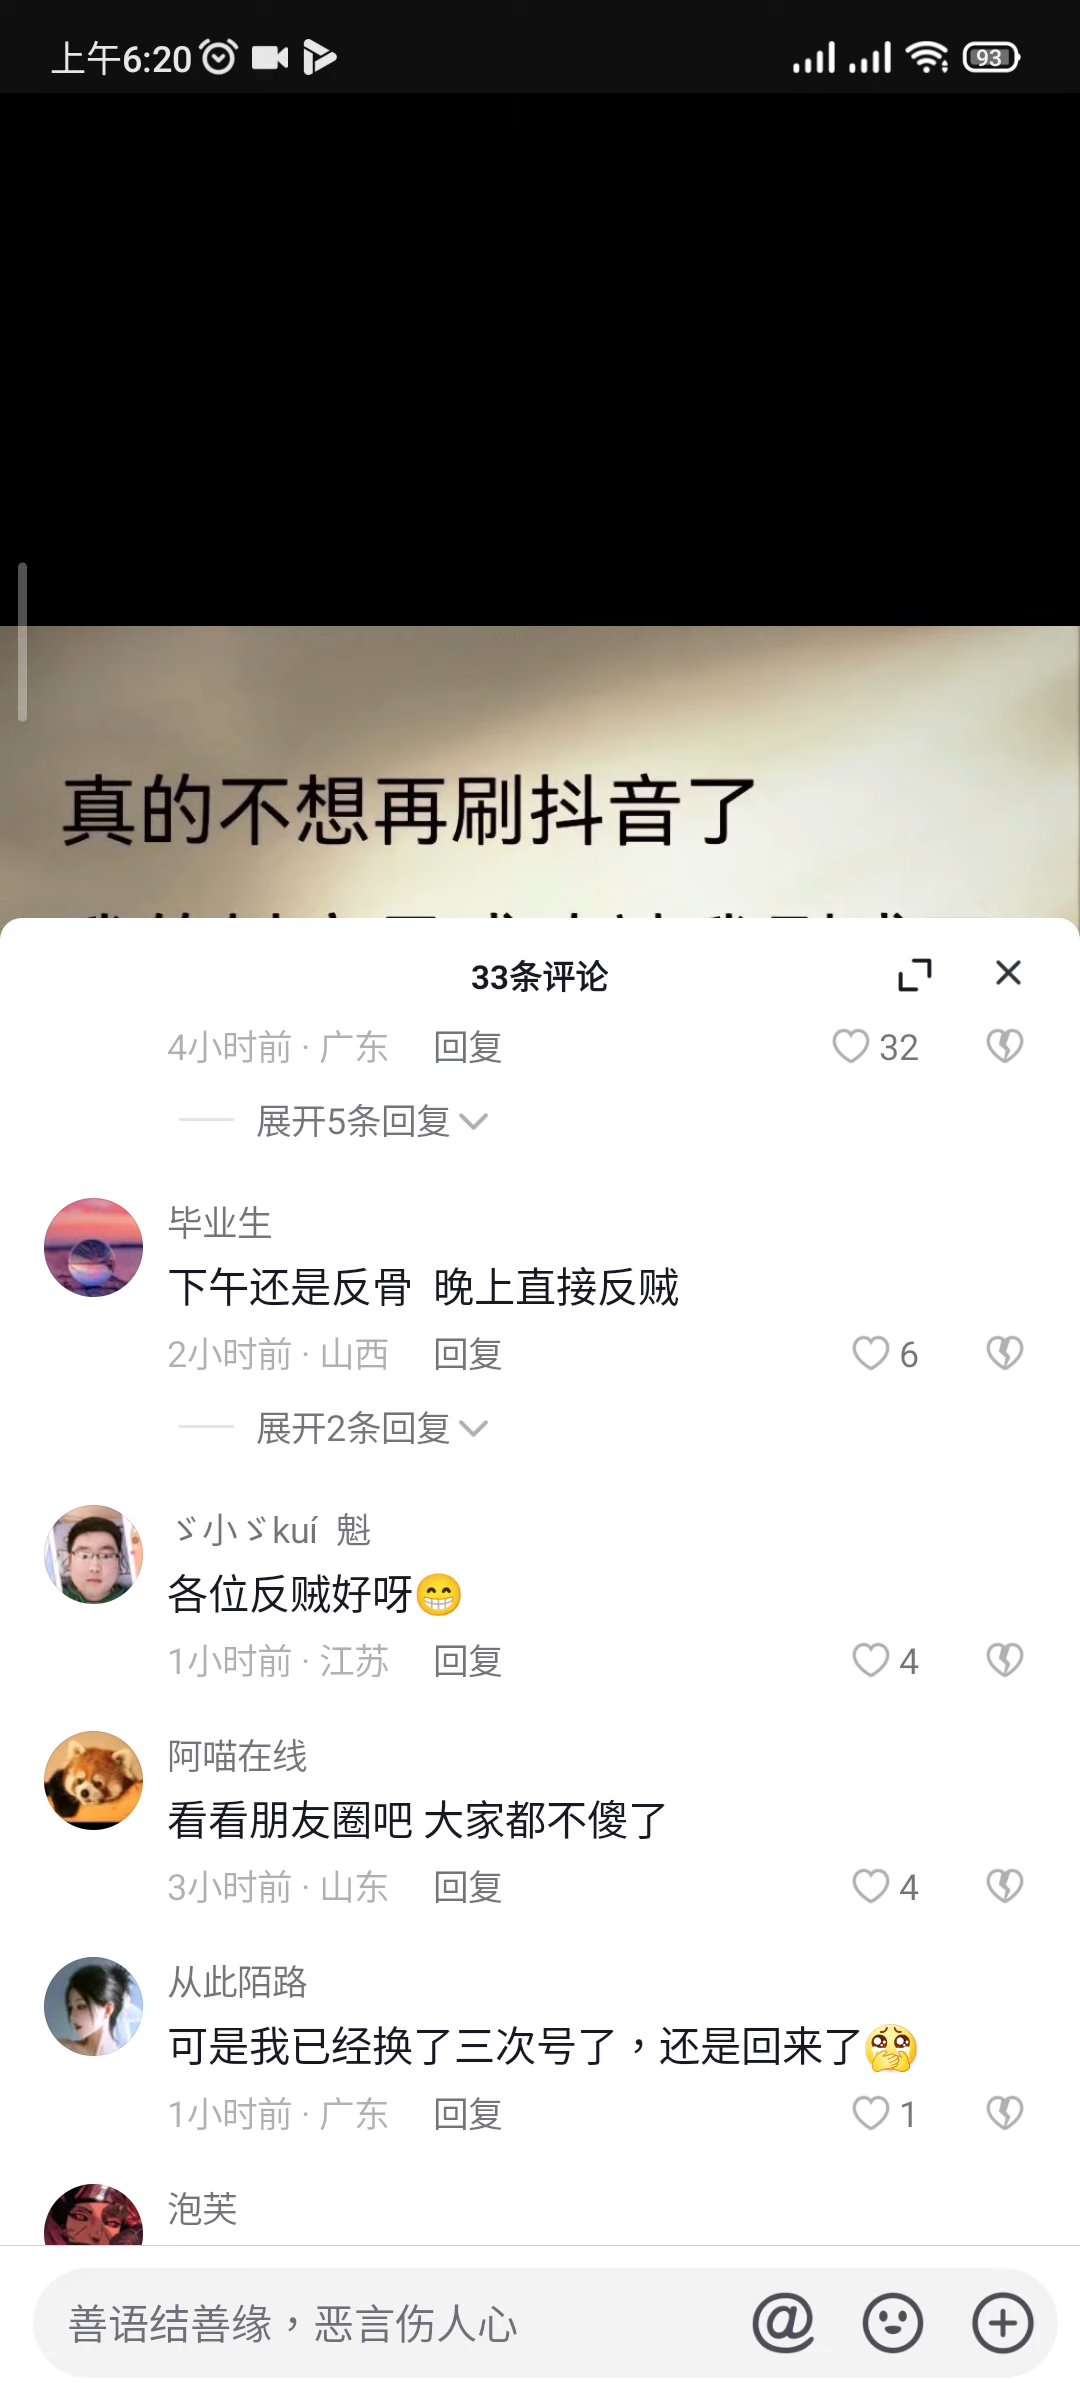 上午6:20
93
真的不想再刷抖音了
33条评论
4小时前 · 广东 回复 32
展开5条回复
毕业生
下午还是反骨 晚上直接反贼
2小时前 · 山西 回复 6
展开2条回复
ゞ小ゞkuí 魁
各位反贼好呀😁
1小时前 · 江苏 回复 4
阿喵在线
看看朋友圈吧 大家都不傻了
3小时前 · 山东 回复 4
从此陌路
可是我已经换了三次号了，还是回来了
1小时前 · 广东 回复 1
泡芙
善语结善缘，恶言伤人心